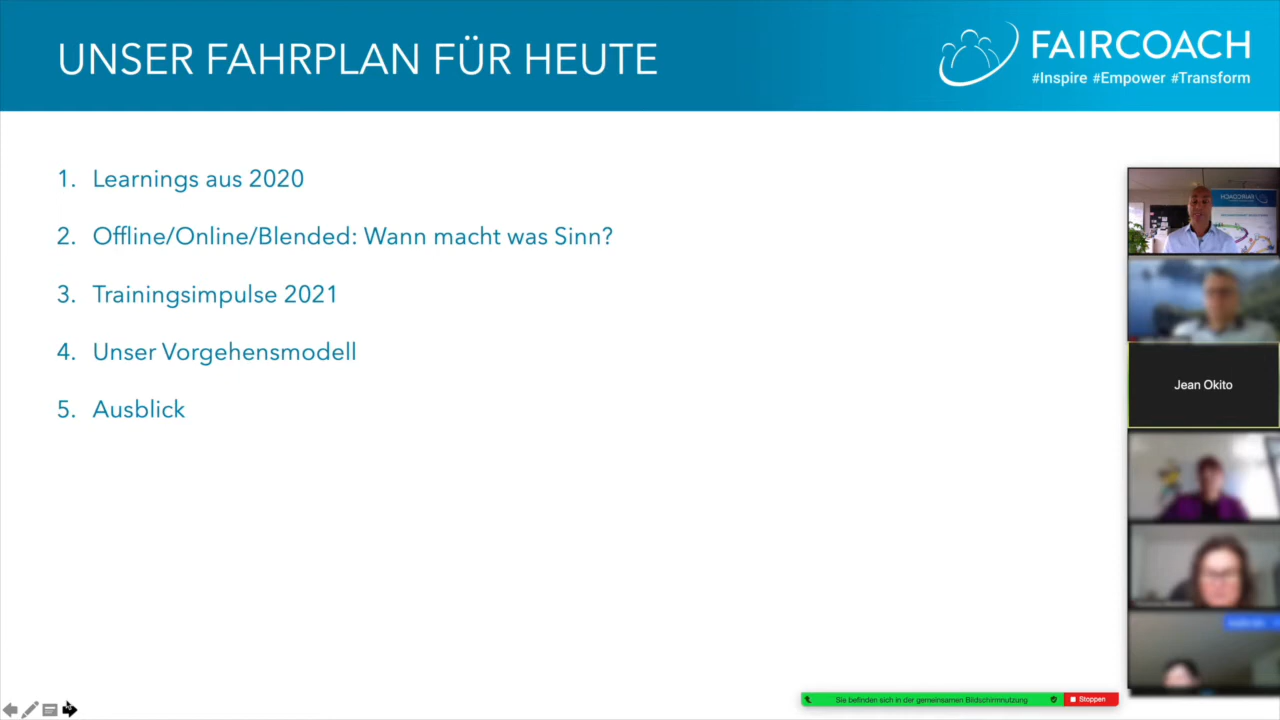 UNSER FAHRPLAN FÜR HEUTE
FAIRCOACH
#Inspire #Empower #Transform
1. Learnings aus 2020
2. Offline/Online/Blended: Wann macht was Sinn?
3. Trainingsimpulse 2021
4. Unser Vorgehensmodell
5. Ausblick
Jean Okito
Sie befinden sich in der gemeinsamen Bildschirmnutzung
Stoppen